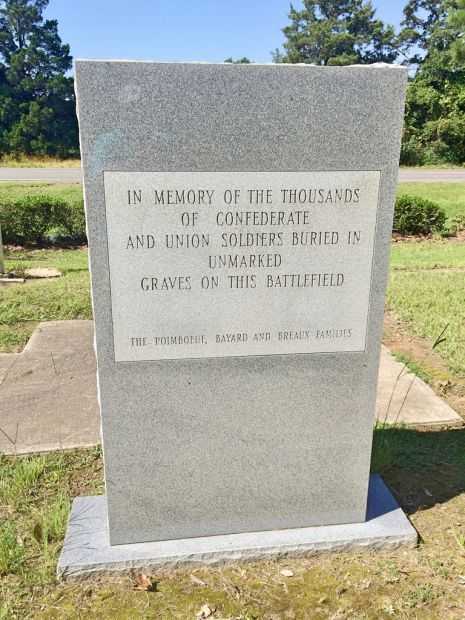 IN MEMORY OF THE THOUSANDS
OF CONFEDERATE
AND UNION SOLDIERS BURIED IN
UNMARKED
GRAVES ON THIS BATTLEFIELD
THE POIMBOEUF, BAYARD AND BREAUX FAMILIES